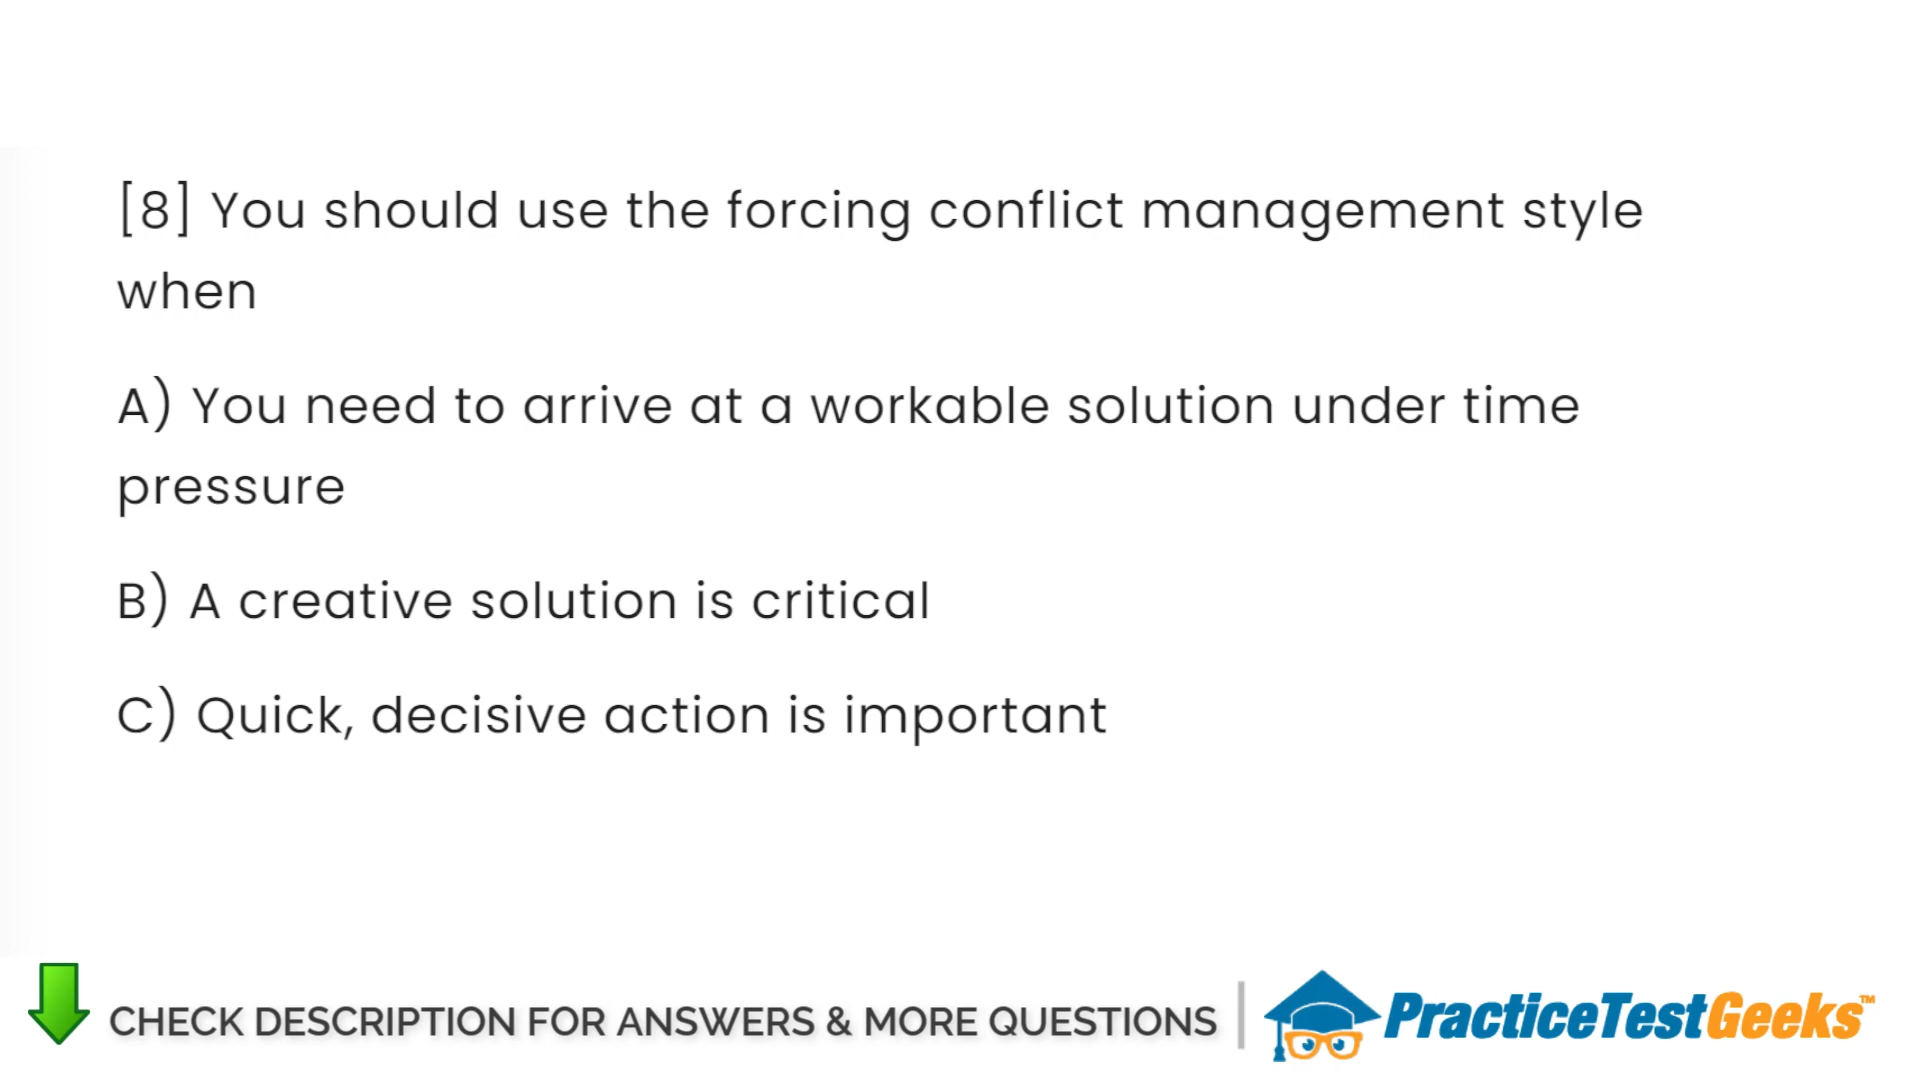 [8] You should use the forcing conflict management style
when
A) You need to arrive at a workable solution under time
pressure
B) A creative solution is critical
C) Quick, decisive action is important
CHECK DESCRIPTION FOR ANSWERS & MORE QUESTIONS
PracticeTestGeeks™